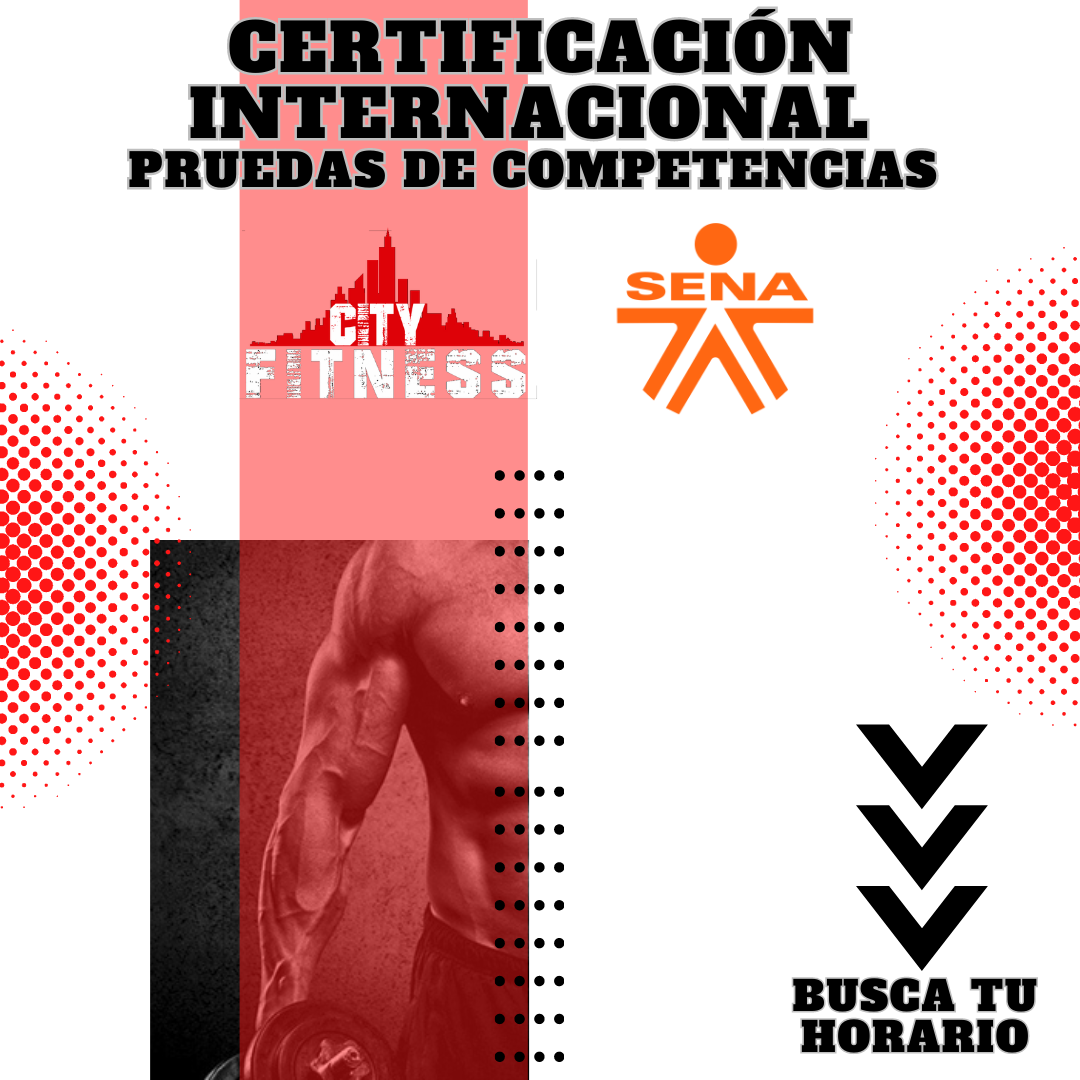 CERTIFICACIÓN
INTERNACIONAL
PRUEDAS DE COMPETENCIAS
CITY
FITNESS
SENA
BUSCA TU
HORARIO